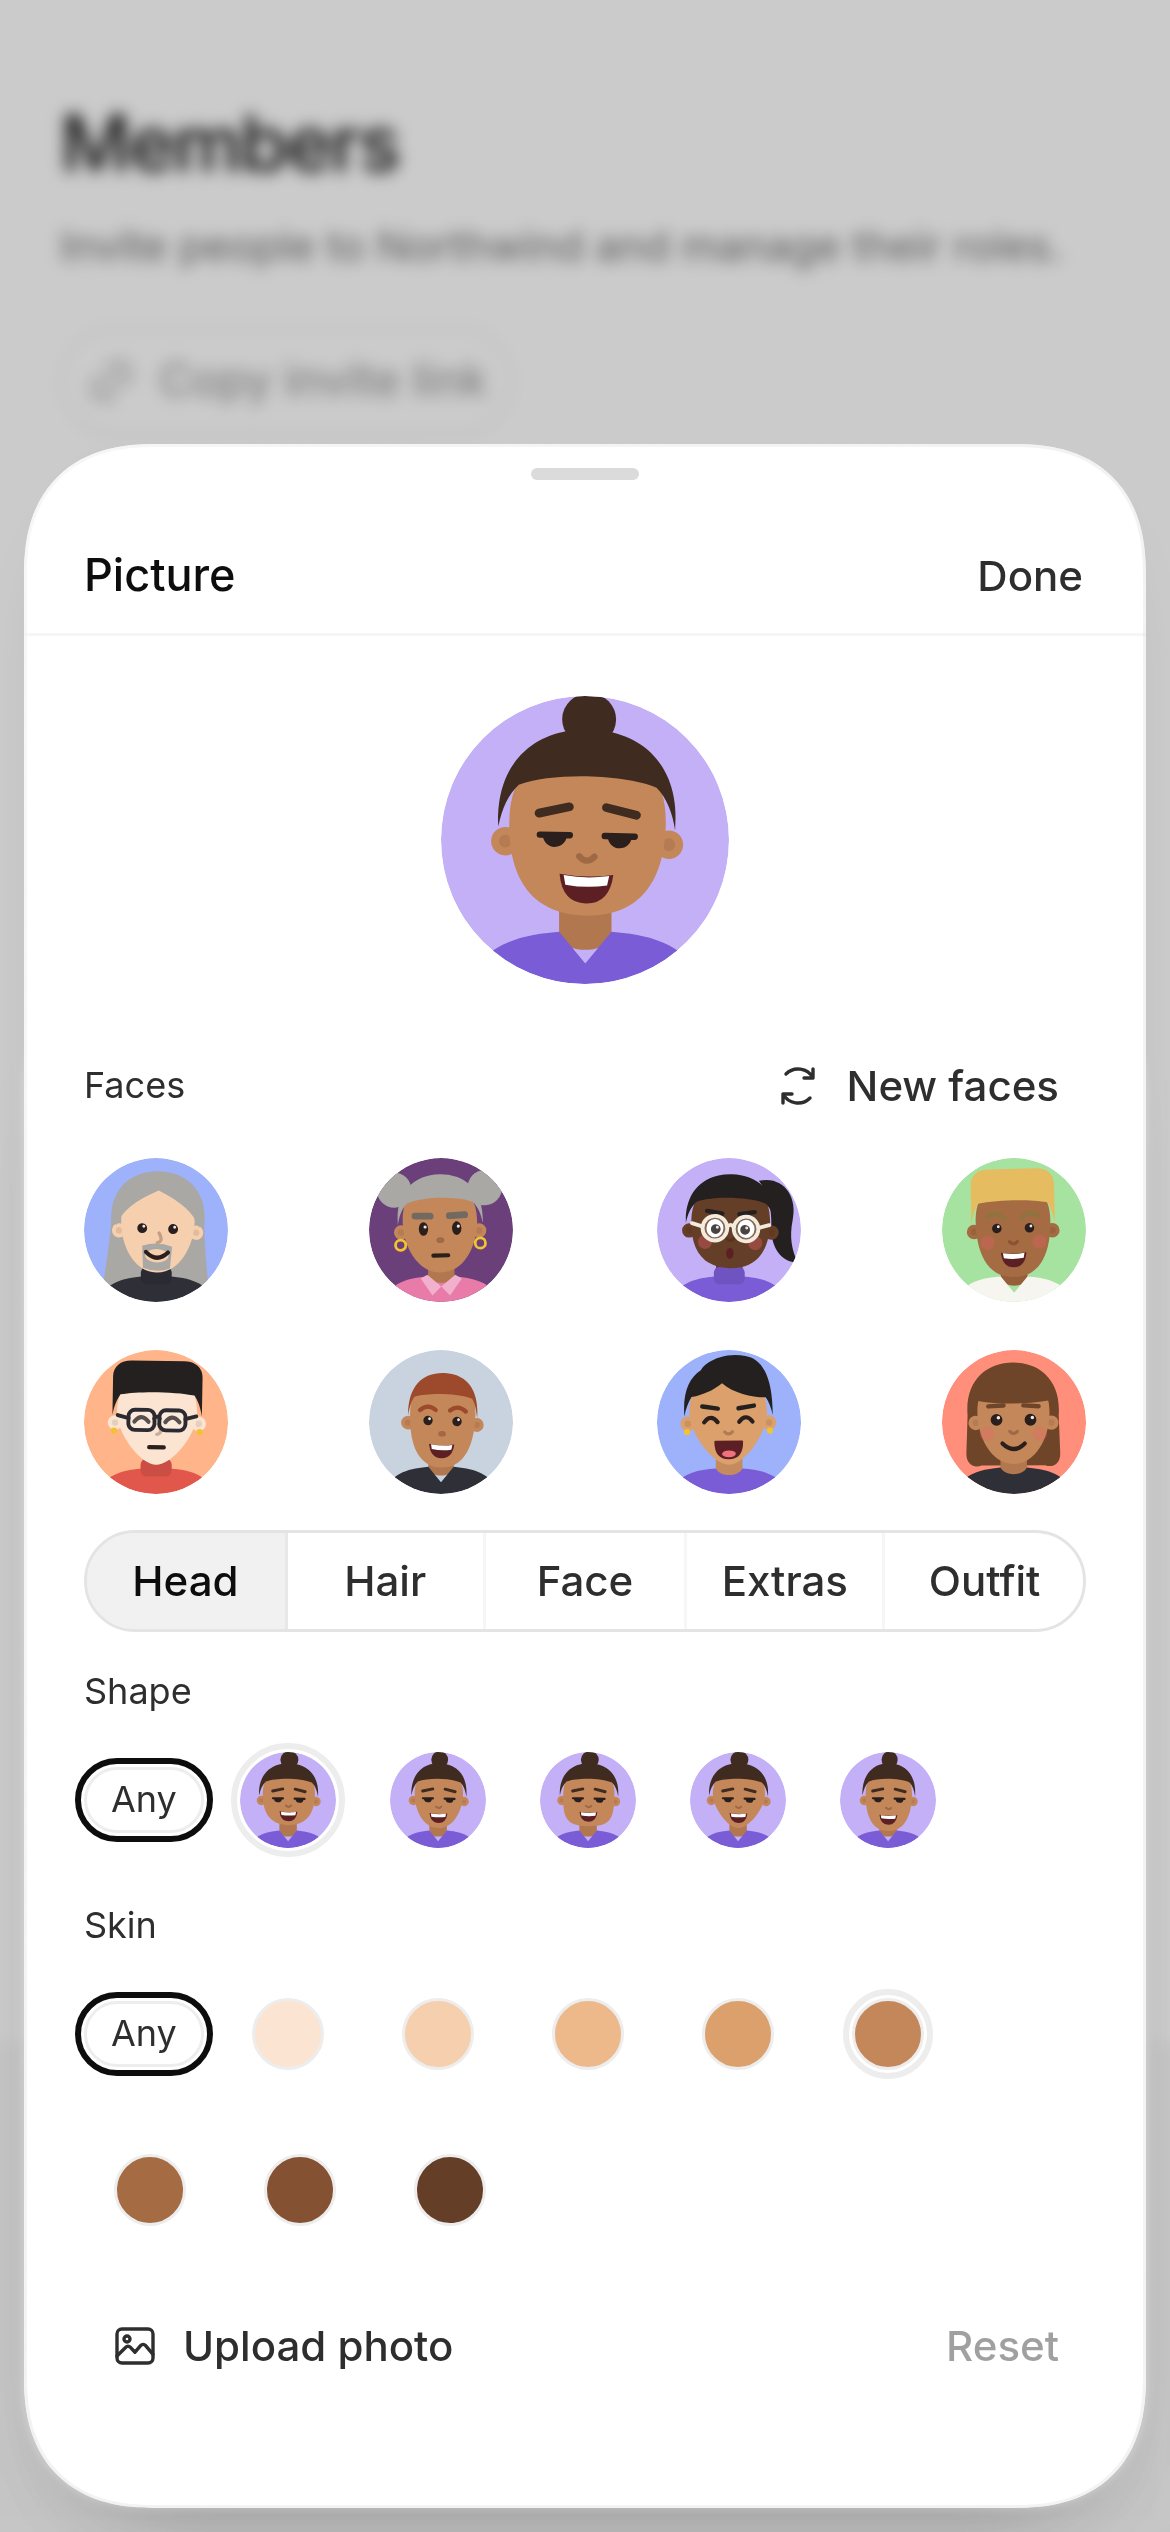 Members
Invite people to Northwind and manage their roles.
Copy invite link
Picture
Done
Faces
New faces
Head
Hair
Face
Extras
Outfit
Shape
Any
Skin
Any
Upload photo
Reset